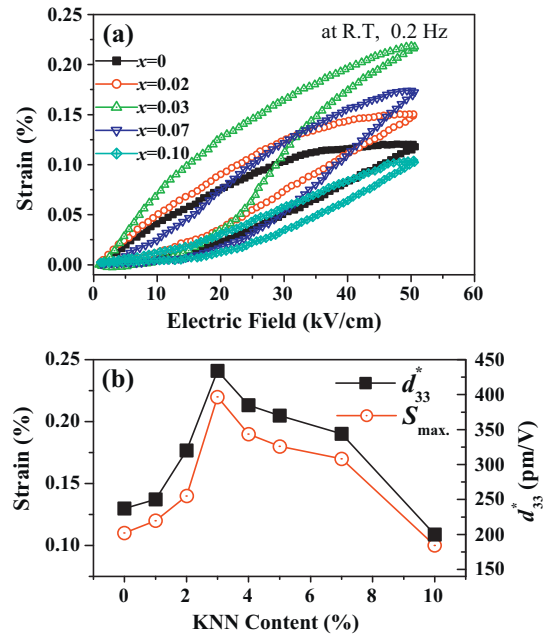 (a)
at R.T, 0.2 Hz
x=0
x=0.02
x=0.03
x=0.07
x=0.10
0.25
0.20
0.15
0.10
0.05
0.00
Strain (%)
0 10 20 30 40 50 60
Electric Field (kV/cm)
(b)
d*33
Smax.
0.25
0.20
0.15
0.10
Strain (%)
450
400
350
300
250
200
150
d*33 (pm/V)
0 2 4 6 8 10
KNN Content (%)